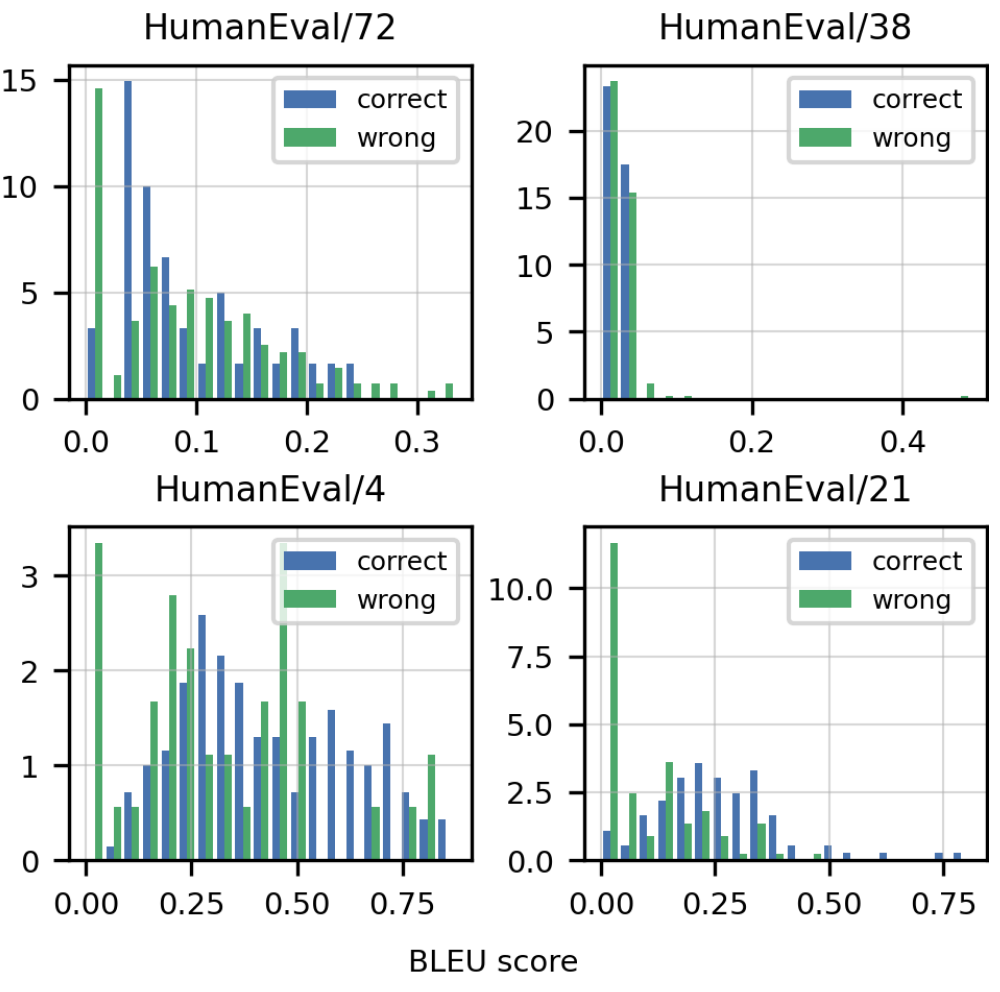 HumanEval/72
15
10
5
0
0.0 0.1 0.2 0.3
correct
wrong
HumanEval/38
20
15
10
5
0
0.0 0.2 0.4
correct
wrong
HumanEval/4
3
2
1
0
0.00 0.25 0.50 0.75
correct
wrong
HumanEval/21
10.0
7.5
5.0
2.5
0.0
0.00 0.25 0.50 0.75
correct
wrong
BLEU score